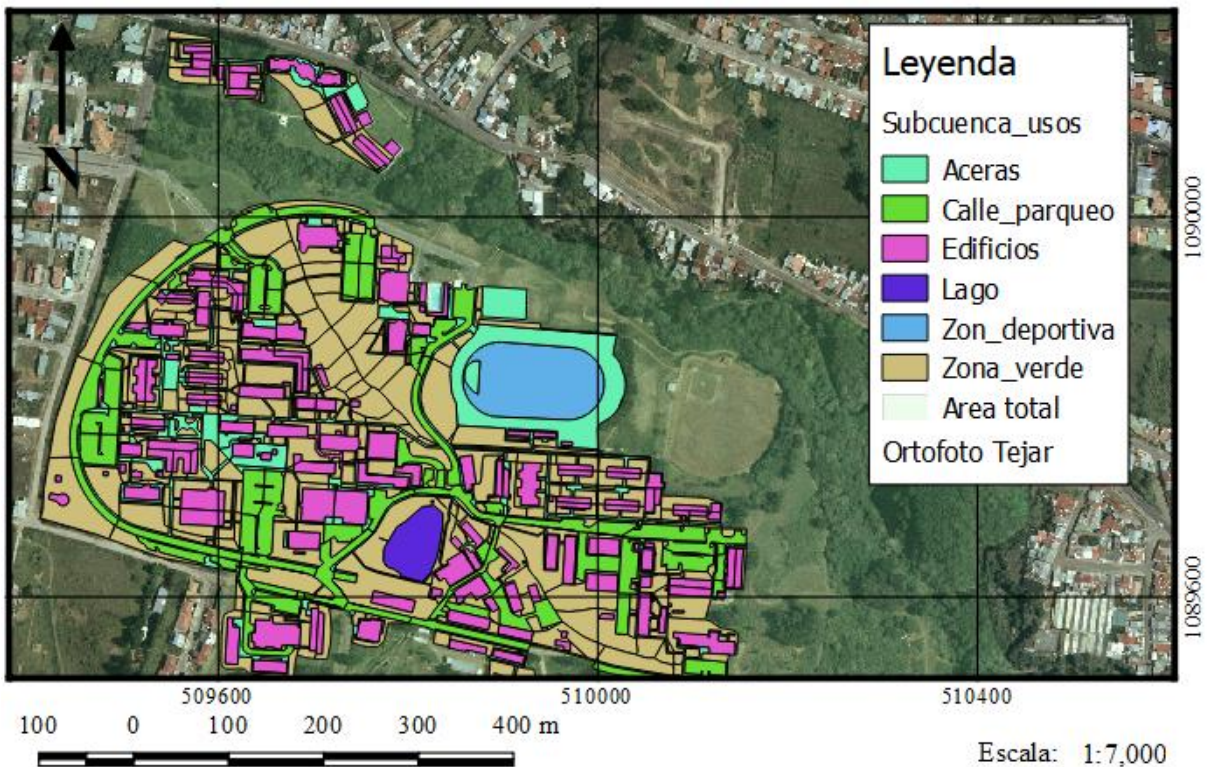 Leyenda
Subcuenca_usos
Aceras
Calle_parqueo
Edificios
Lago
Zon_deportiva
Zona_verde
Area total
Ortofoto Tejar
N
1090000
1089600
509600
510000
510400
100 0 100 200 300 400 m
Escala: 1:7,000